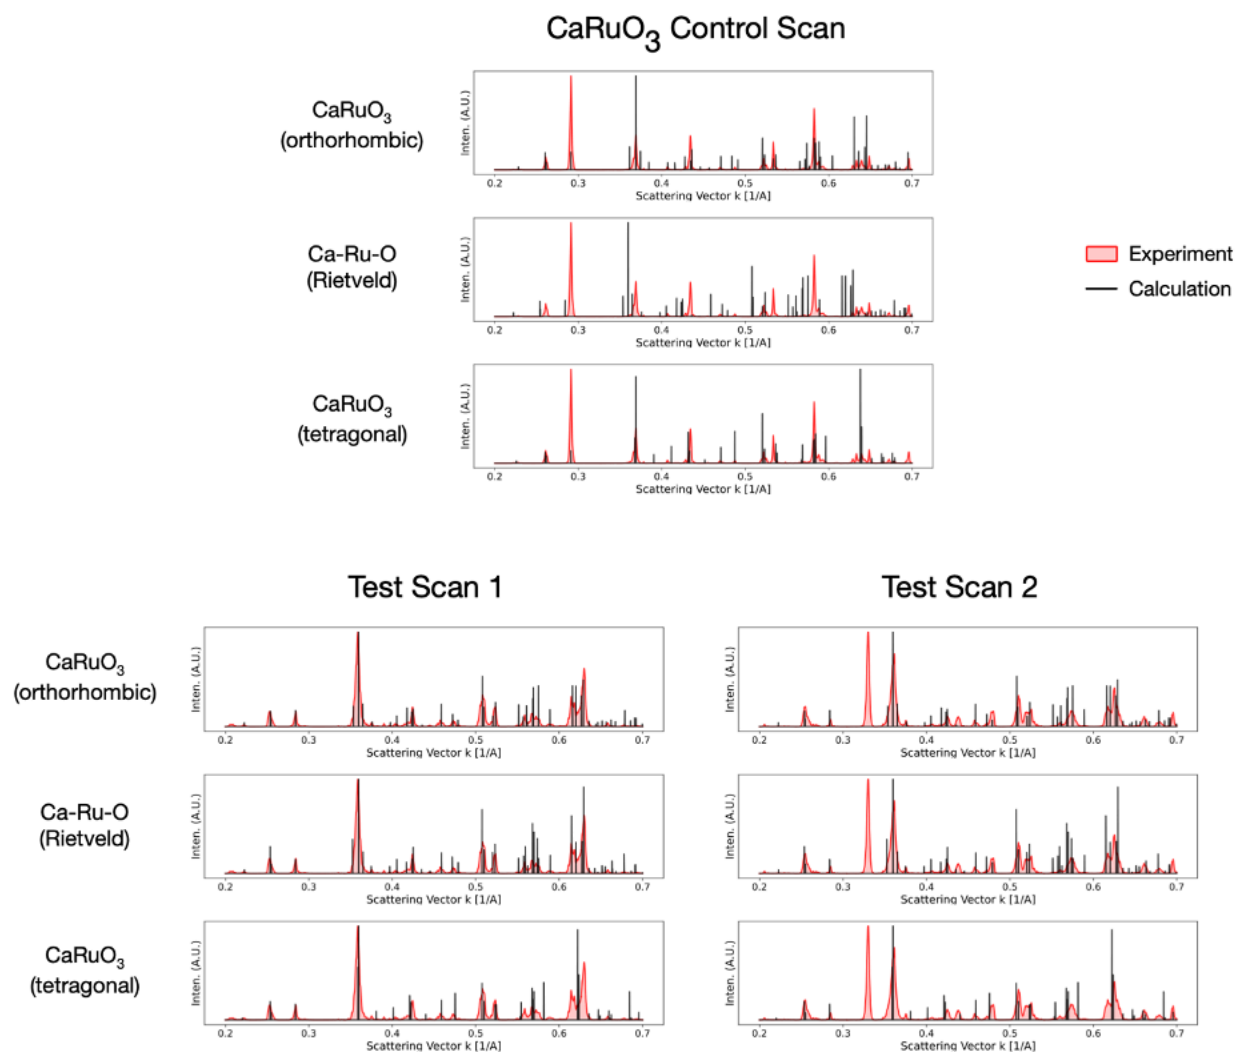 CaRuO3 Control Scan
CaRuO3
(orthorhombic)
Inten. (A.U.)
0.2 0.3 0.4 0.5 0.6 0.7
Scattering Vector k [1/A]
Ca-Ru-O
(Rietveld)
Inten. (A.U.)
0.2 0.3 0.4 0.5 0.6 0.7
Scattering Vector k [1/A]
Experiment
Calculation
CaRuO3
(tetragonal)
Inten. (A.U.)
0.2 0.3 0.4 0.5 0.6 0.7
Scattering Vector k [1/A]
Test Scan 1
Test Scan 2
CaRuO3
(orthorhombic)
Inten. (A.U.)
0.2 0.3 0.4 0.5 0.6 0.7
Scattering Vector k [1/A]
Inten. (A.U.)
0.2 0.3 0.4 0.5 0.6 0.7
Scattering Vector k [1/A]
Ca-Ru-O
(Rietveld)
Inten. (A.U.)
0.2 0.3 0.4 0.5 0.6 0.7
Scattering Vector k [1/A]
Inten. (A.U.)
0.2 0.3 0.4 0.5 0.6 0.7
Scattering Vector k [1/A]
CaRuO3
(tetragonal)
Inten. (A.U.)
0.2 0.3 0.4 0.5 0.6 0.7
Scattering Vector k [1/A]
Inten. (A.U.)
0.2 0.3 0.4 0.5 0.6 0.7
Scattering Vector k [1/A]